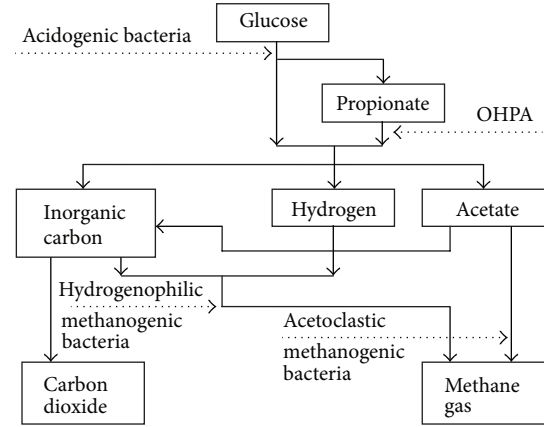 Glucose
Acidogenic bacteria
Propionate
OHPA
Inorganic
carbon
Hydrogen
Acetate
Hydrogenophilic
methanogenic
bacteria
Acetoclastic
methanogenic
bacteria
Carbon
dioxide
Methane
gas